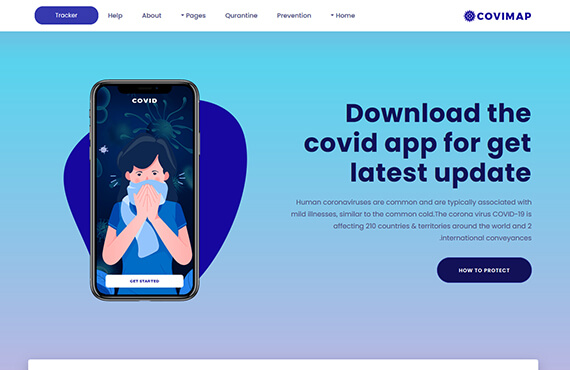 Tracker
Help
About
Pages
Qurantine
Prevention
Home
COVIMAP
COVID
GET STARTED
Download the
covid app for get
latest update
Human coronaviruses are common and are typically associated with
mild illnesses, similar to the common cold.The corona virus COVID-19 is
affecting 210 countries & territories around the world and 2
.international conveyances
HOW TO PROTECT